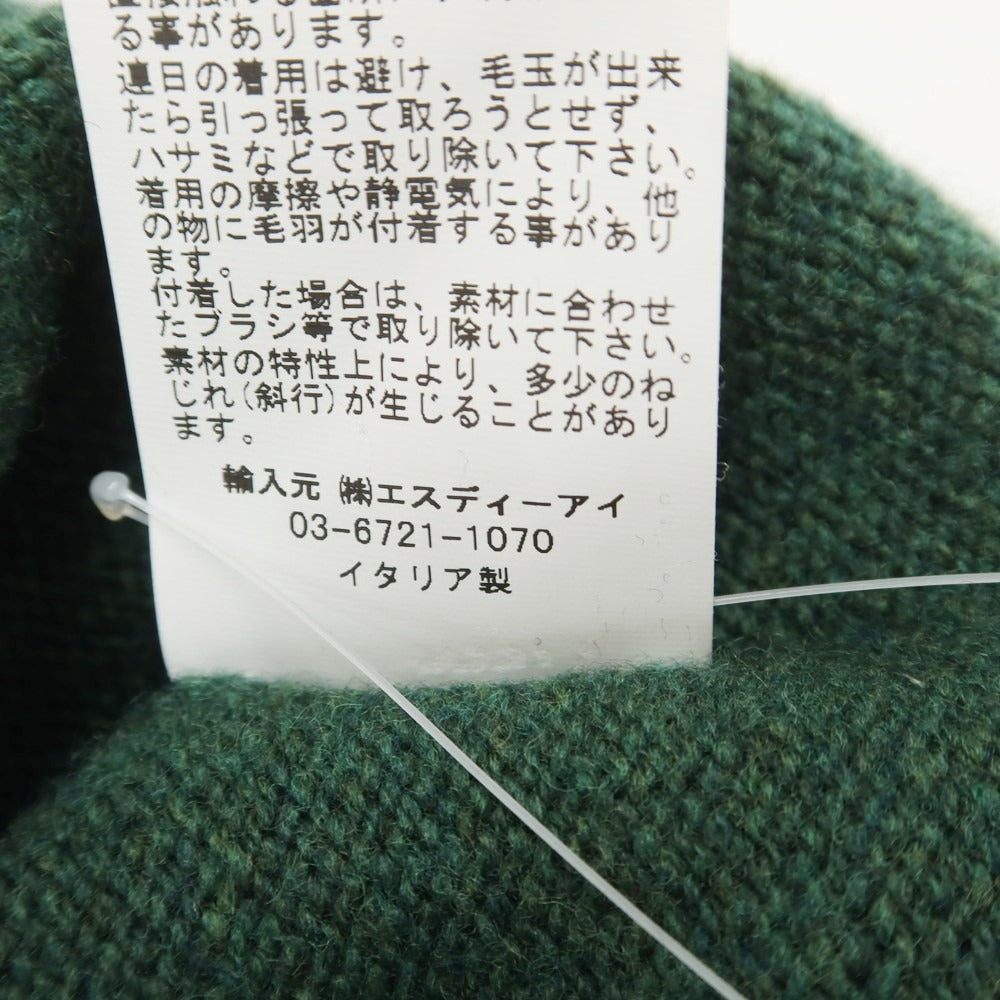 る事があります。
連日の着用は避け、毛玉が出来
たら引っ張って取ろうとせず、
ハサミなどで取り除いて下さい。
着用の摩擦や静電気により、他
の物に毛羽が付着する事があり
ます。
付着した場合は、素材に合わせ
たブラシ等で取り除いて下さい。
素材の特性上により、多少のね
じれ(斜行)が生じることがあり
ます。
輸入元 ㈱エスディーアイ
03-6721-1070
イタリア製